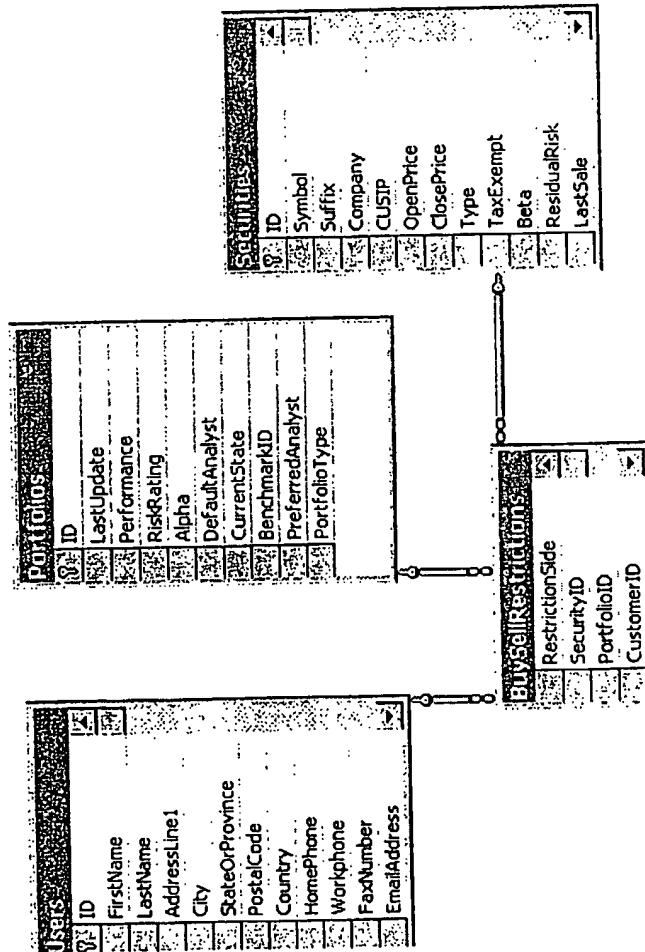 Users
ID
FirstName
LastName
AddressLine1
City
StateOrProvince
PostalCode
Country
HomePhone
Workphone
FaxNumber
EmailAddress
Portfolios
ID
LastUpdate
Performance
RiskRating
Alpha
DefaultAnalyst
CurrentState
BenchmarkID
PreferredAnalyst
PortfolioType
Securities
ID
Symbol
Suffix
Company
CUSIP
OpenPrice
ClosePrice
Type
TaxExempt
Beta
ResidualRisk
LastSale
BuySellRestrictions
RestrictionSide
SecurityID
PortfolioID
CustomerID